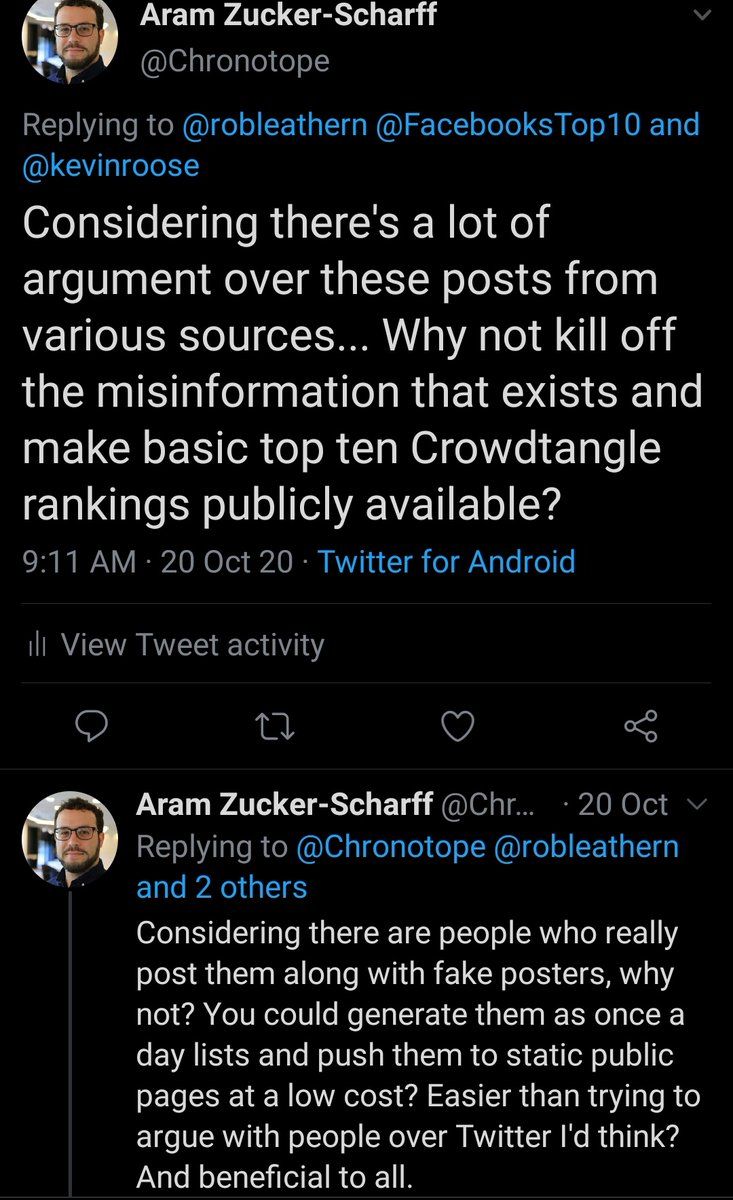 Aram Zucker-Scharff
@Chronotope
Replying to @robleathern @FacebooksTop10 and
@kevinroose
Considering there's a lot of
argument over these posts from
various sources... Why not kill off
the misinformation that exists and
make basic top ten Crowdtangle
rankings publicly available?
9:11 AM · 20 Oct 20 · Twitter for Android
View Tweet activity
Aram Zucker-Scharff @Chr... · 20 Oct
Replying to @Chronotope @robleathern
and 2 others
Considering there are people who really
post them along with fake posters, why
not? You could generate them as once a
day lists and push them to static public
pages at a low cost? Easier than trying to
argue with people over Twitter I'd think?
And beneficial to all.